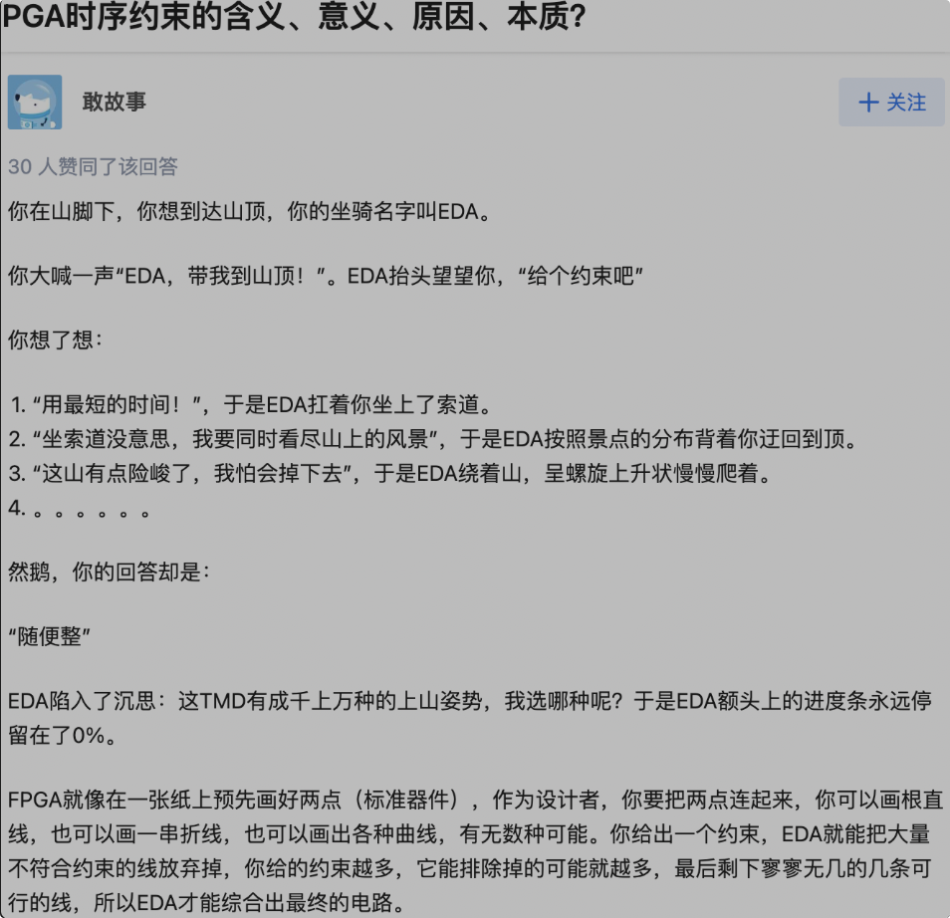 PGA时序约束的含义、意义、原因、本质?
敢故事
+ 关注
30 人赞同了该回答
你在山脚下，你想到达山顶，你的坐骑名字叫EDA。
你大喊一声“EDA，带我到山顶！”。EDA抬头望望你，“给个约束吧”
你想了想：
1. “用最短的时间！”，于是EDA扛着你坐上了索道。
2. “坐索道没意思，我要同时看尽山上的风景”，于是EDA按照景点的分布背着你迂回到顶。
3. “这山有点险峻了，我怕会掉下去”，于是EDA绕着山，呈螺旋上升状慢慢爬着。
4. 。。。。。。
然鹅，你的回答却是：
“随便整”
EDA陷入了沉思：这TMD有成千上万种的上山姿势，我选哪种呢？于是EDA额头上的进度条永远停
留在了0%。
FPGA就像在一张纸上预先画好两点（标准器件），作为设计者，你要把两点连起来，你可以画根直
线，也可以画一串折线，也可以画出各种曲线，有无数种可能。你给出一个约束，EDA就能把大量
不符合约束的线放弃掉，你给的约束越多，它能排除掉的可能就越多，最后剩下寥寥无几的几条可
行的线，所以EDA才能综合出最终的电路。